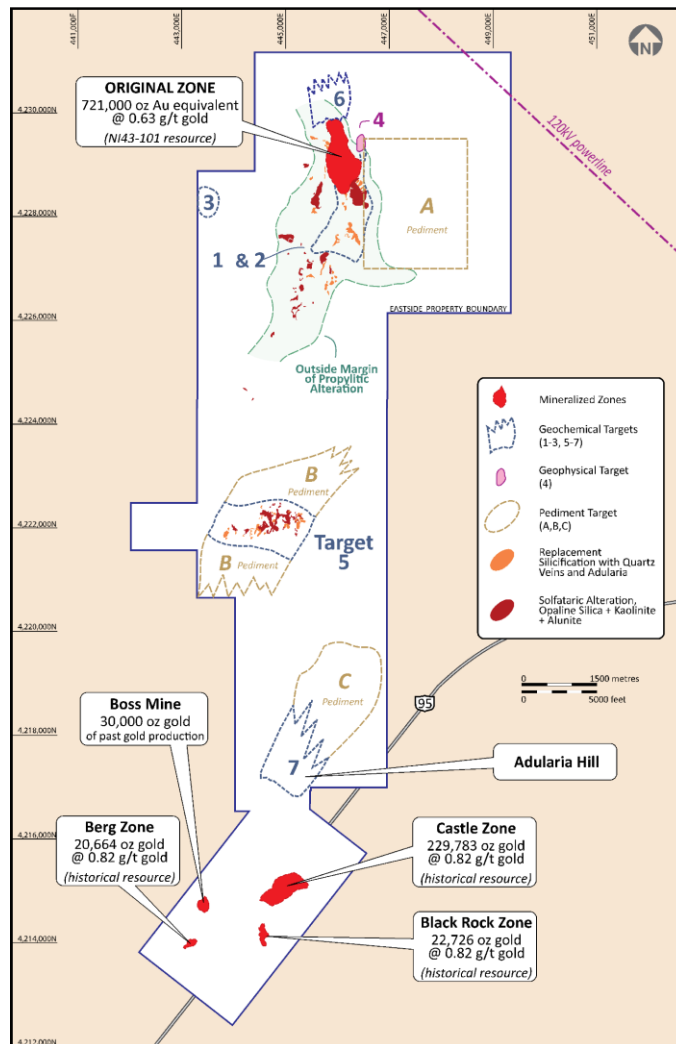 441,000E
443,000E
445,000E
447,000E
449,000E
451,000E
N
4,230,000N
4,228,000N
4,226,000N
4,224,000N
4,222,000N
4,220,000N
4,218,000N
4,216,000N
4,214,000N
4,212,000N
ORIGINAL ZONE
721,000 oz Au equivalent
@ 0.63 g/t gold
(NI43-101 resource)
6
4
120kV powerline
3
A
Pediment
1 & 2
EASTSIDE PROPERTY BOUNDARY
Outside Margin
of Propylitic
Alteration
Mineralized Zones
Geochemical Targets
(1-3, 5-7)
Geophysical Target
(4)
Pediment Target
(A,B,C)
Replacement
Silicification with Quartz
Veins and Adularia
Solfataric Alteration,
Opaline Silica + Kaolinite
+ Alunite
B
Pediment
Target
5
B
Pediment
0 1500 metres
0 5000 feet
C
Pediment
95
Boss Mine
30,000 oz gold
of past gold production
7
Adularia Hill
Berg Zone
20,664 oz gold
@ 0.82 g/t gold
(historical resource)
Castle Zone
229,783 oz gold
@ 0.82 g/t gold
(historical resource)
Black Rock Zone
22,726 oz gold
@ 0.82 g/t gold
(historical resource)